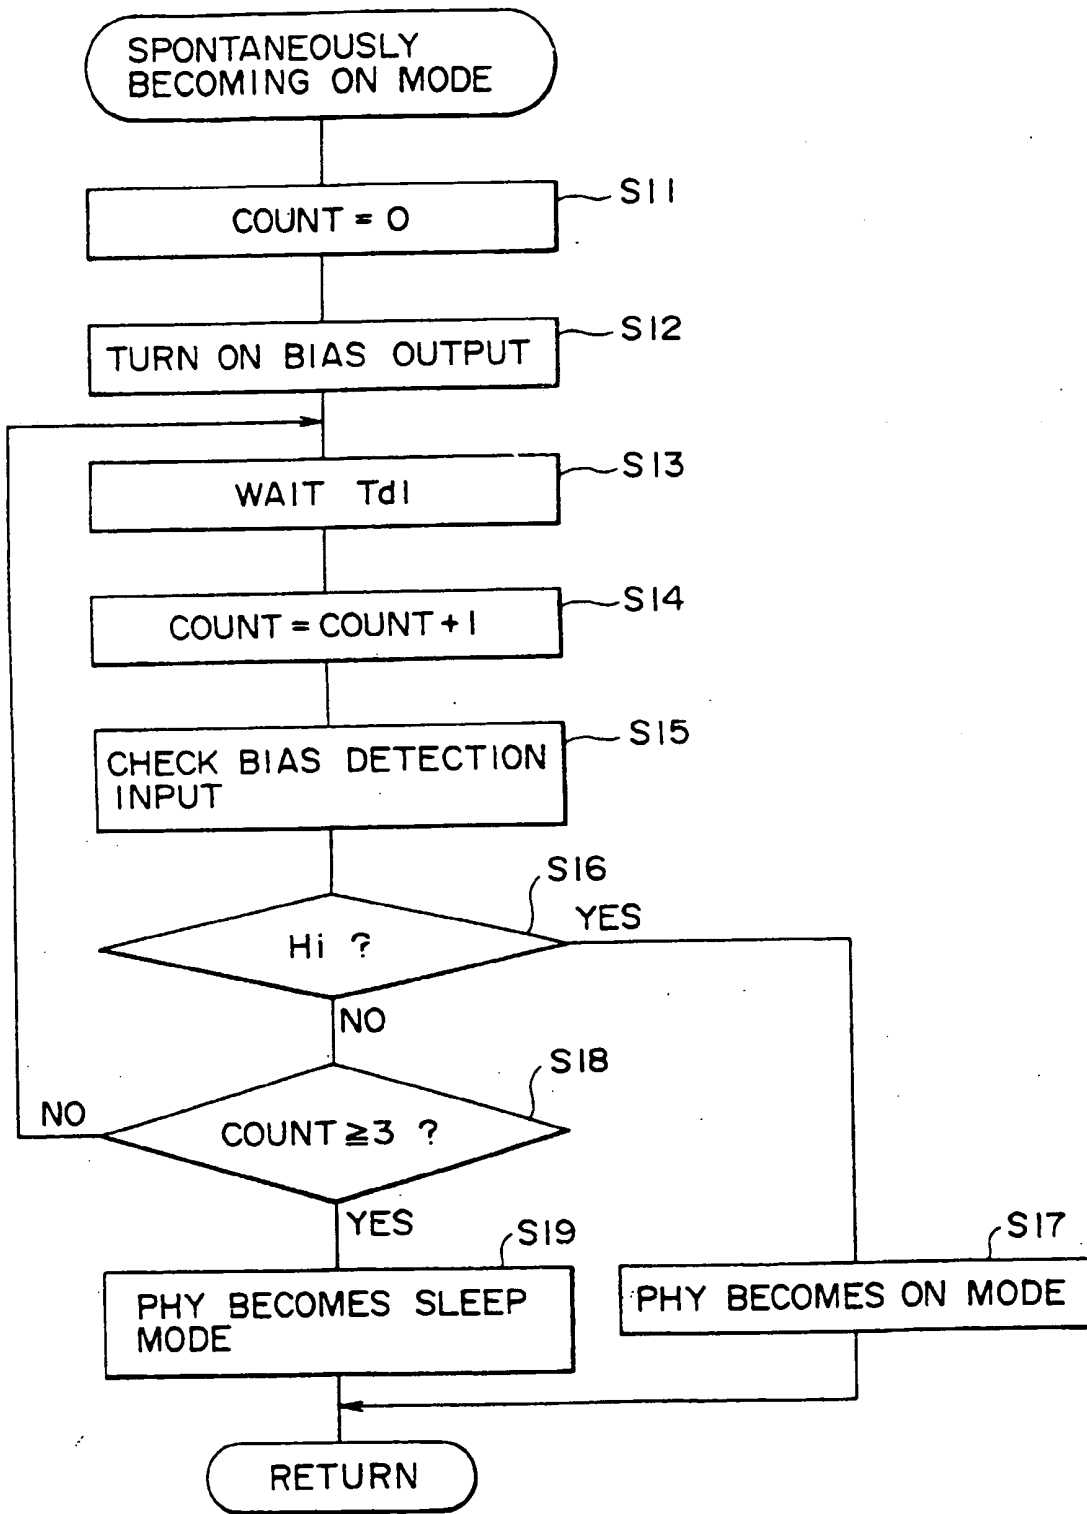 SPONTANEOUSLY
BECOMING ON MODE
S11
COUNT = 0
S12
TURN ON BIAS OUTPUT
S13
WAIT Td1
S14
COUNT = COUNT + 1
S15
CHECK BIAS DETECTION
INPUT
S16
Hi ?
YES
NO
S18
COUNT ≧ 3 ?
NO
YES
S19
PHY BECOMES SLEEP
MODE
S17
PHY BECOMES ON MODE
RETURN